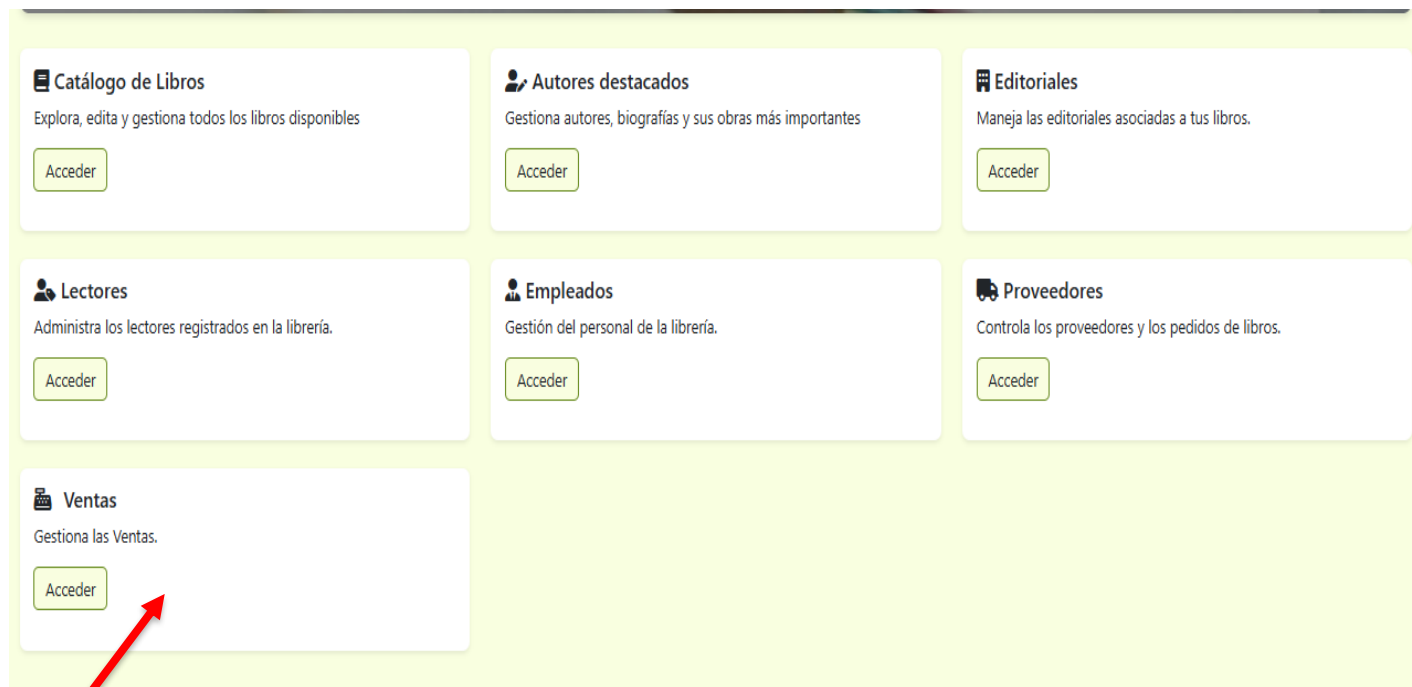 Catálogo de Libros
Explora, edita y gestiona todos los libros disponibles
Acceder
Autores destacados
Gestiona autores, biografías y sus obras más importantes
Acceder
Editoriales
Maneja las editoriales asociadas a tus libros.
Acceder
Lectores
Administra los lectores registrados en la librería.
Acceder
Empleados
Gestión del personal de la librería.
Acceder
Proveedores
Controla los proveedores y los pedidos de libros.
Acceder
Ventas
Gestiona las Ventas.
Acceder